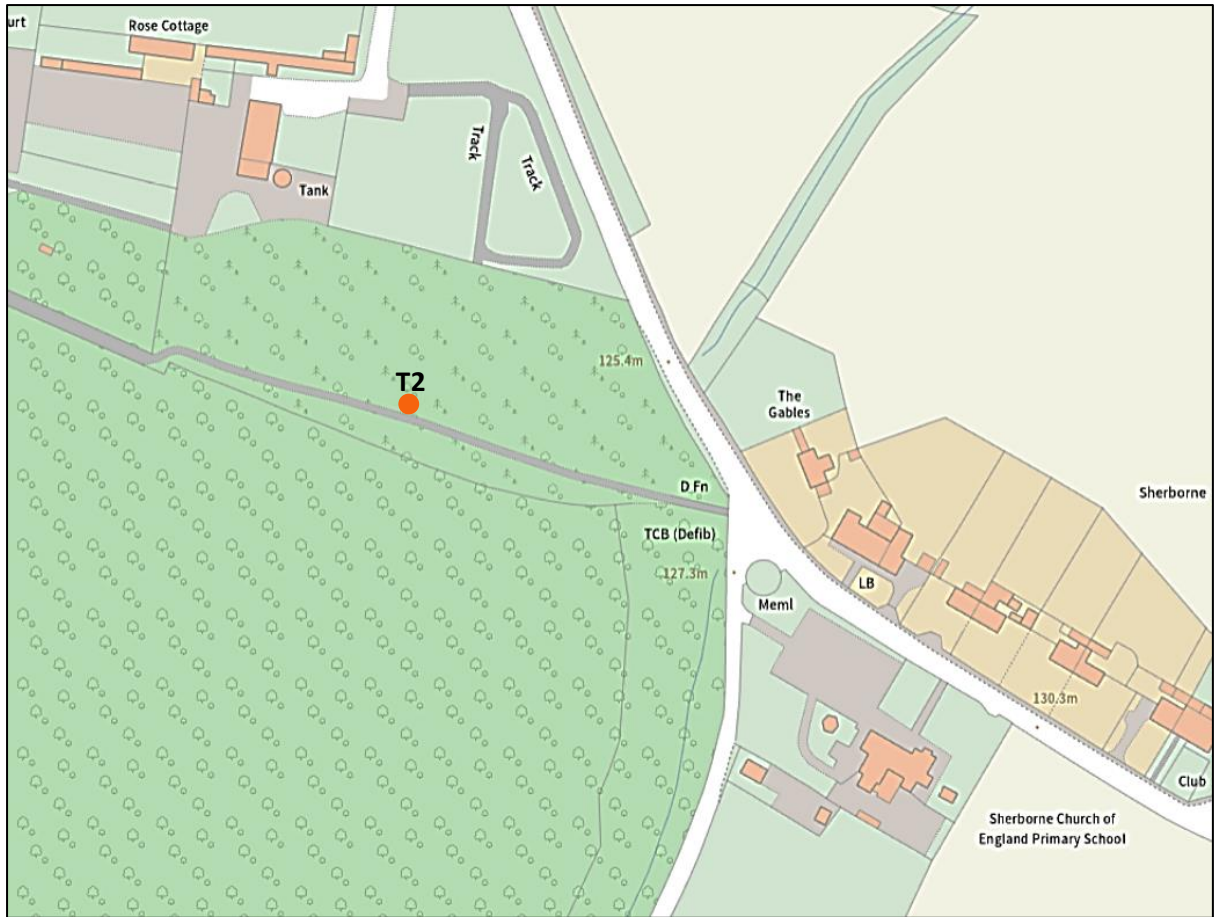 urt
Rose Cottage
Track
Track
Tank
125.4m
T2
The
Gables
D Fn
Sherborne
TCB (Defib)
127.3m
LB
Meml
130.3m
Club
Sherborne Church of
England Primary School